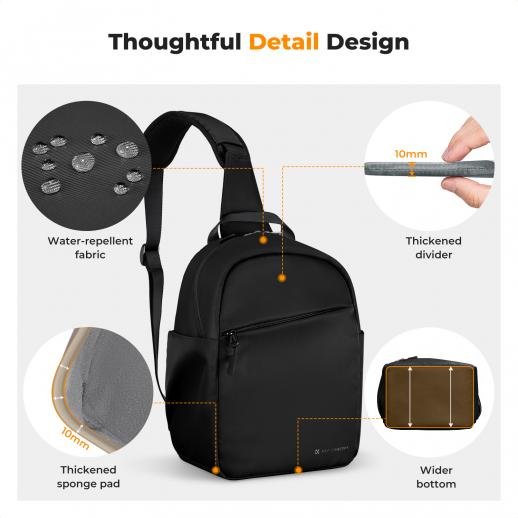 Thoughtful Detail Design
10mm
Water-repellent
fabric
Thickened
divider
10mm
Thickened
sponge pad
Wider
bottom